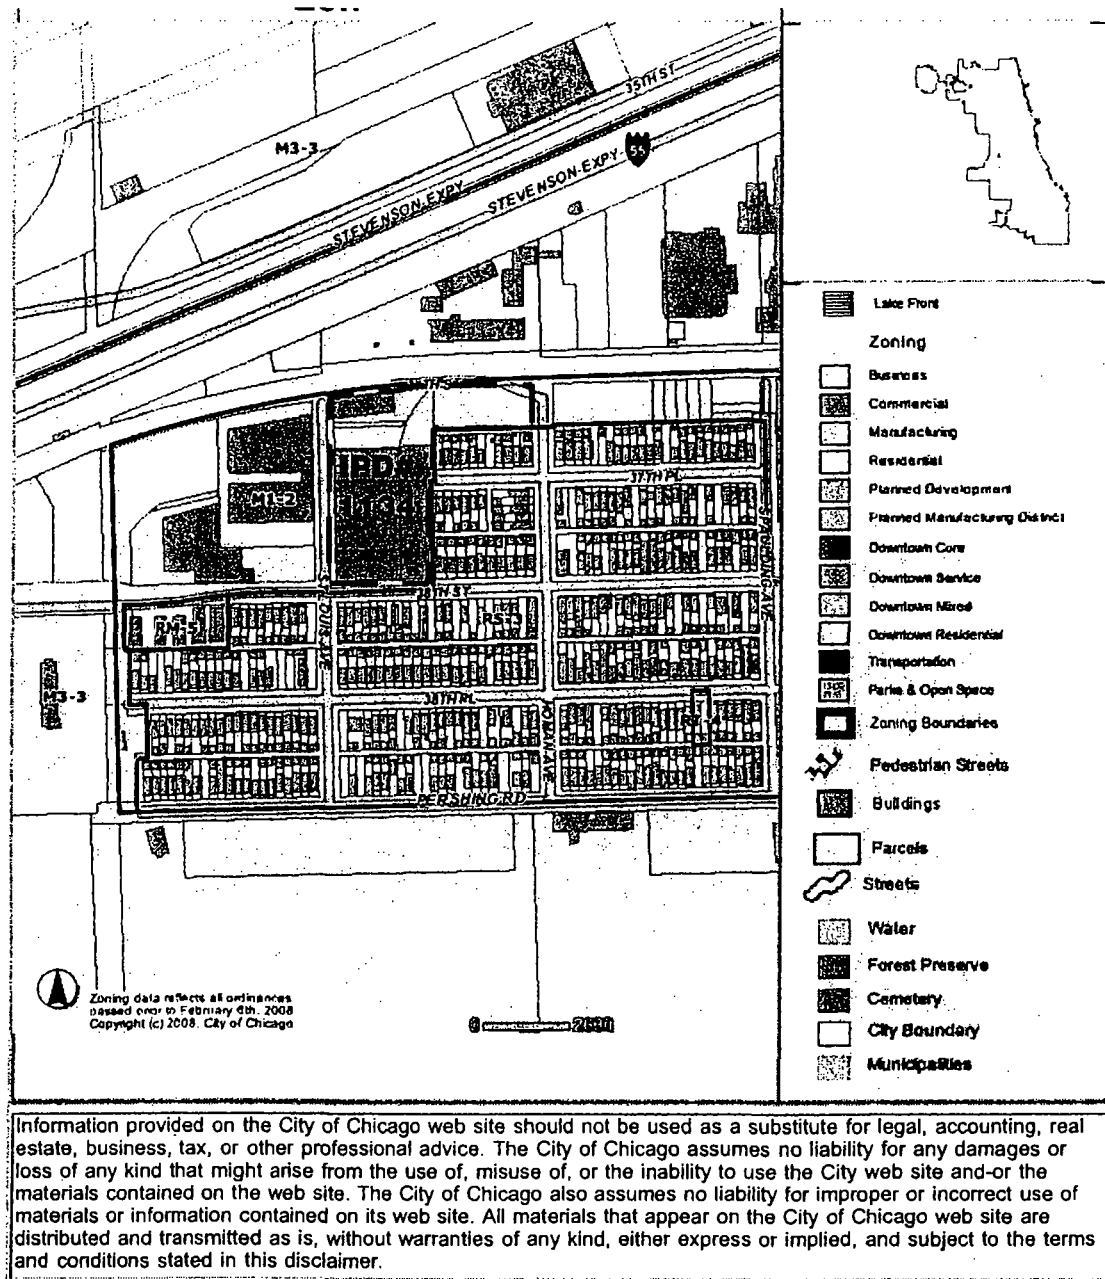 35TH ST
M3-3
STEVENSON EXPY
STEVENSON EXPY
55
IPD
M1-2
37TH PL
SPAULDING AVE
ST LOUIS AVE
38TH ST
RS-3
M3-3
38TH PL
HOMAN AVE
PERSHING RD
Zoning data reflects all ordinances
passed prior to February 6th, 2008
Copyright (c) 2008, City of Chicago
0
Lake Front
Zoning
Business
Commercial
Manufacturing
Residential
Planned Development
Planned Manufacturing District
Downtown Core
Downtown Service
Downtown Mixed
Downtown Residential
Transportation
Parks & Open Space
Zoning Boundaries
Pedestrian Streets
Buildings
Parcels
Streets
Water
Forest Preserve
Cemetery
City Boundary
Municipalities
Information provided on the City of Chicago web site should not be used as a substitute for legal, accounting, real
estate, business, tax, or other professional advice. The City of Chicago assumes no liability for any damages or
loss of any kind that might arise from the use of, misuse of, or the inability to use the City web site and-or the
materials contained on the web site. The City of Chicago also assumes no liability for improper or incorrect use of
materials or information contained on its web site. All materials that appear on the City of Chicago web site are
distributed and transmitted as is, without warranties of any kind, either express or implied, and subject to the terms
and conditions stated in this disclaimer.